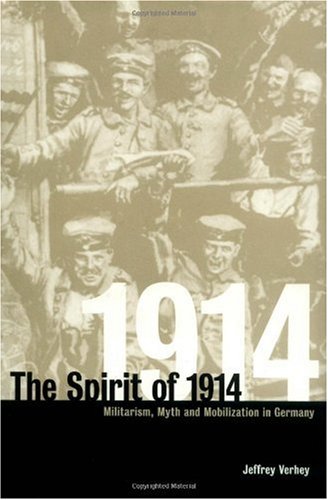 1914
The Spirit of 1914
Militarism, Myth and Mobilization in Germany
Jeffrey Verhey